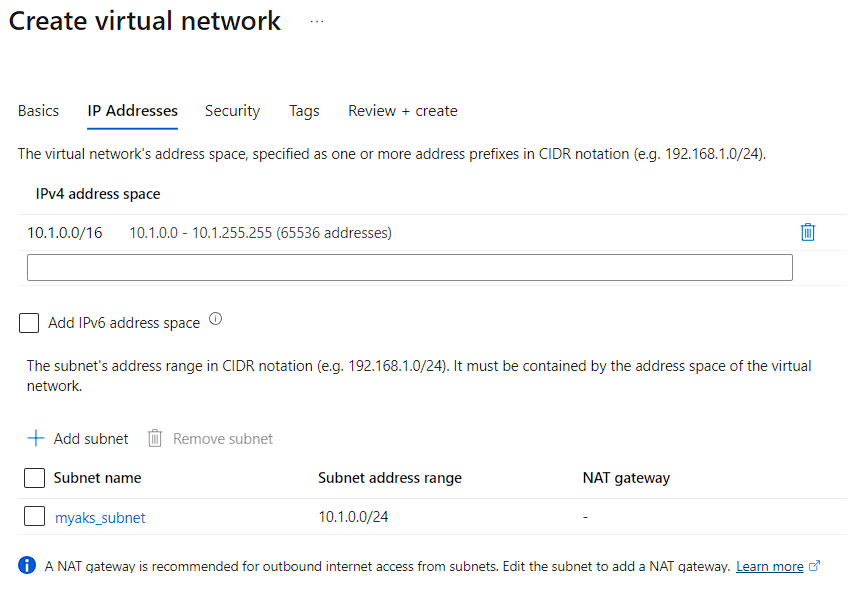 Create virtual network ...
Basics IP Addresses Security Tags Review + create
The virtual network's address space, specified as one or more address prefixes in CIDR notation (e.g. 192.168.1.0/24).
IPv4 address space
10.1.0.0/16 10.1.0.0 - 10.1.255.255 (65536 addresses)
Add IPv6 address space
The subnet's address range in CIDR notation (e.g. 192.168.1.0/24). It must be contained by the address space of the virtual
network.
Add subnet Remove subnet
Subnet name Subnet address range NAT gateway
myaks_subnet 10.1.0.0/24 -
A NAT gateway is recommended for outbound internet access from subnets. Edit the subnet to add a NAT gateway. Learn more